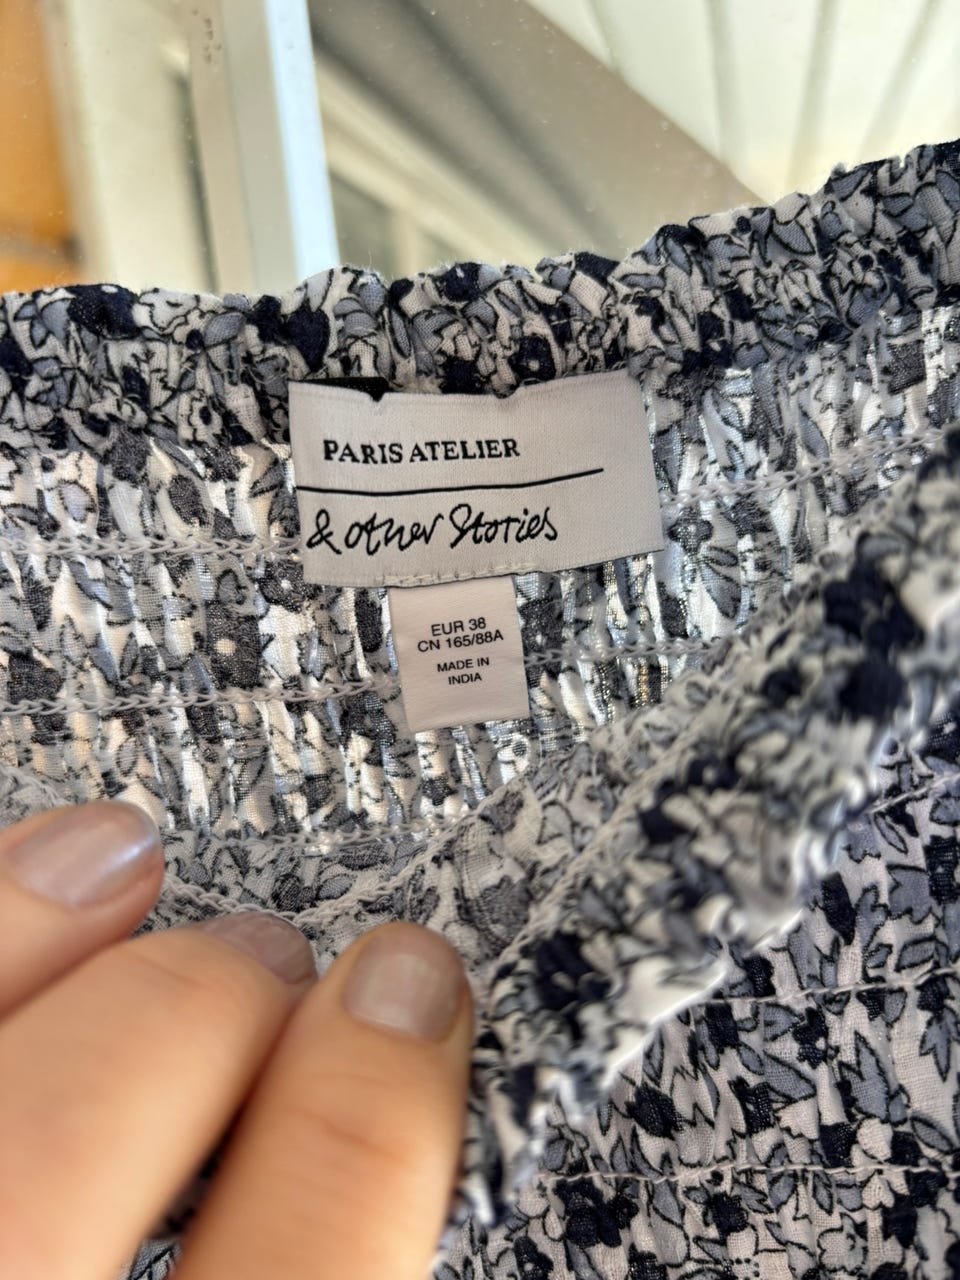 PARIS ATELIER
& other Stories
EUR 38
CN 165/88A
MADE IN
INDIA